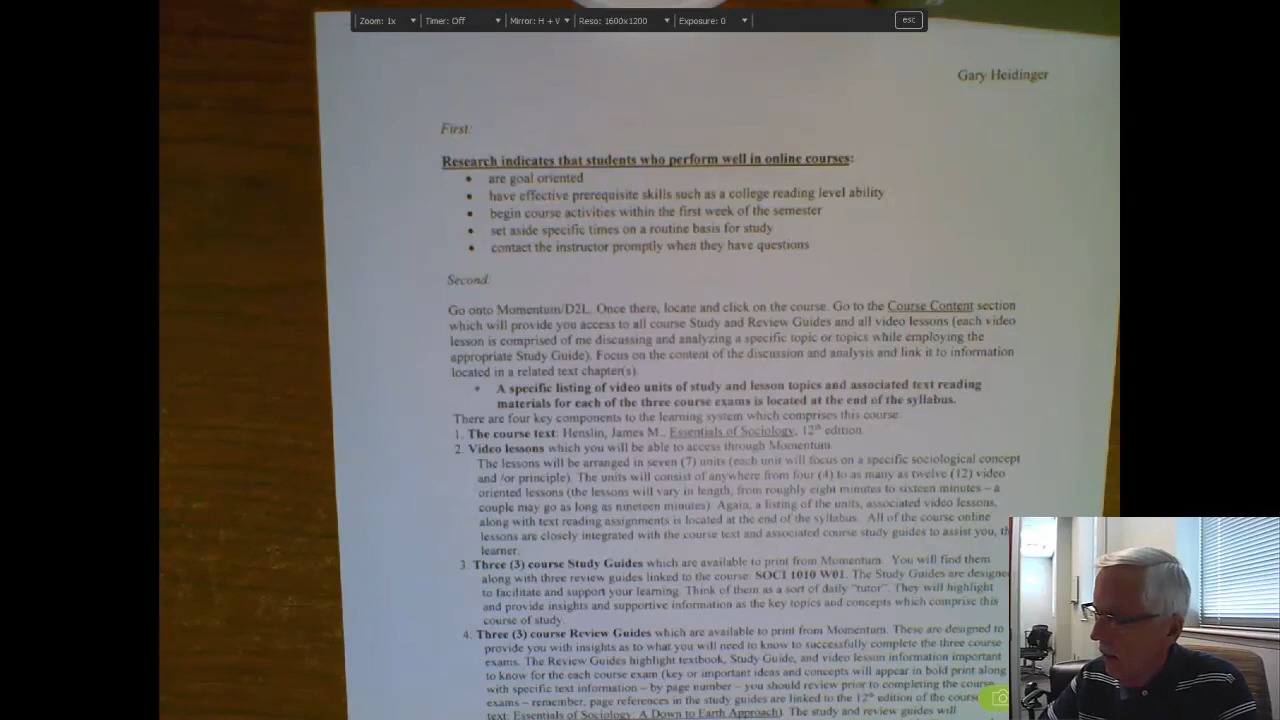 Zoom: 1x Timer: Off Mirror: H + V Reso: 1600x1200 Exposure: 0 esc
Gary Heidinger
First:
Research indicates that students who perform well in online courses:
• are goal oriented
• have effective prerequisite skills such as a college reading level ability
• begin course activities within the first week of the semester
• set aside specific times on a routine basis for study
• contact the instructor promptly when they have questions
Second:
Go onto Momentum/D2L. Once there, locate and click on the course. Go to the Course Content section
which will provide you access to all course Study and Review Guides and all video lessons (each video
lesson is comprised of me discussing and analyzing a specific topic or topics while employing the
appropriate Study Guide). Focus on the content of the discussion and analysis and link it to information
located in a related text chapter(s).
• A specific listing of video units of study and lesson topics and associated text reading
materials for each of the three course exams is located at the end of the syllabus.
There are four key components to the learning system which comprises this course:
1. The course text: Henslin, James M., Essentials of Sociology, 12th edition.
2. Video lessons which you will be able to access through Momentum.
The lessons will be arranged in seven (7) units (each unit will focus on a specific sociological concept
and /or principle). The units will consist of anywhere from four (4) to as many as twelve (12) video
oriented lessons (the lessons will vary in length, from roughly eight minutes to sixteen minutes – a
couple may go as long as nineteen minutes). Again, a listing of the units, associated video lessons,
along with text reading assignments is located at the end of the syllabus. All of the course online
lessons are closely integrated with the course text and associated course study guides to assist you, th
learner.
3. Three (3) course Study Guides which are available to print from Momentum. You will find them
along with three review guides linked to the course: SOCI 1010 W01. The Study Guides are designe
to facilitate and support your learning. Think of them as a sort of daily "tutor". They will highlight
and provide insights and supportive information as the key topics and concepts which comprise this
course of study.
4. Three (3) course Review Guides which are available to print from Momentum. These are designed to
provide you with insights as to what you will need to know to successfully complete the three course
exams. The Review Guides highlight textbook, Study Guide, and video lesson information important
to know for the each course exam (key or important ideas and concepts will appear in bold print along
with specific text information – by page number – you should review prior to completing the course
exams – remember, page references in the study guides are linked to the 12th edition of the course
text: Essentials of Sociology: A Down to Earth Approach). The study and review guides will